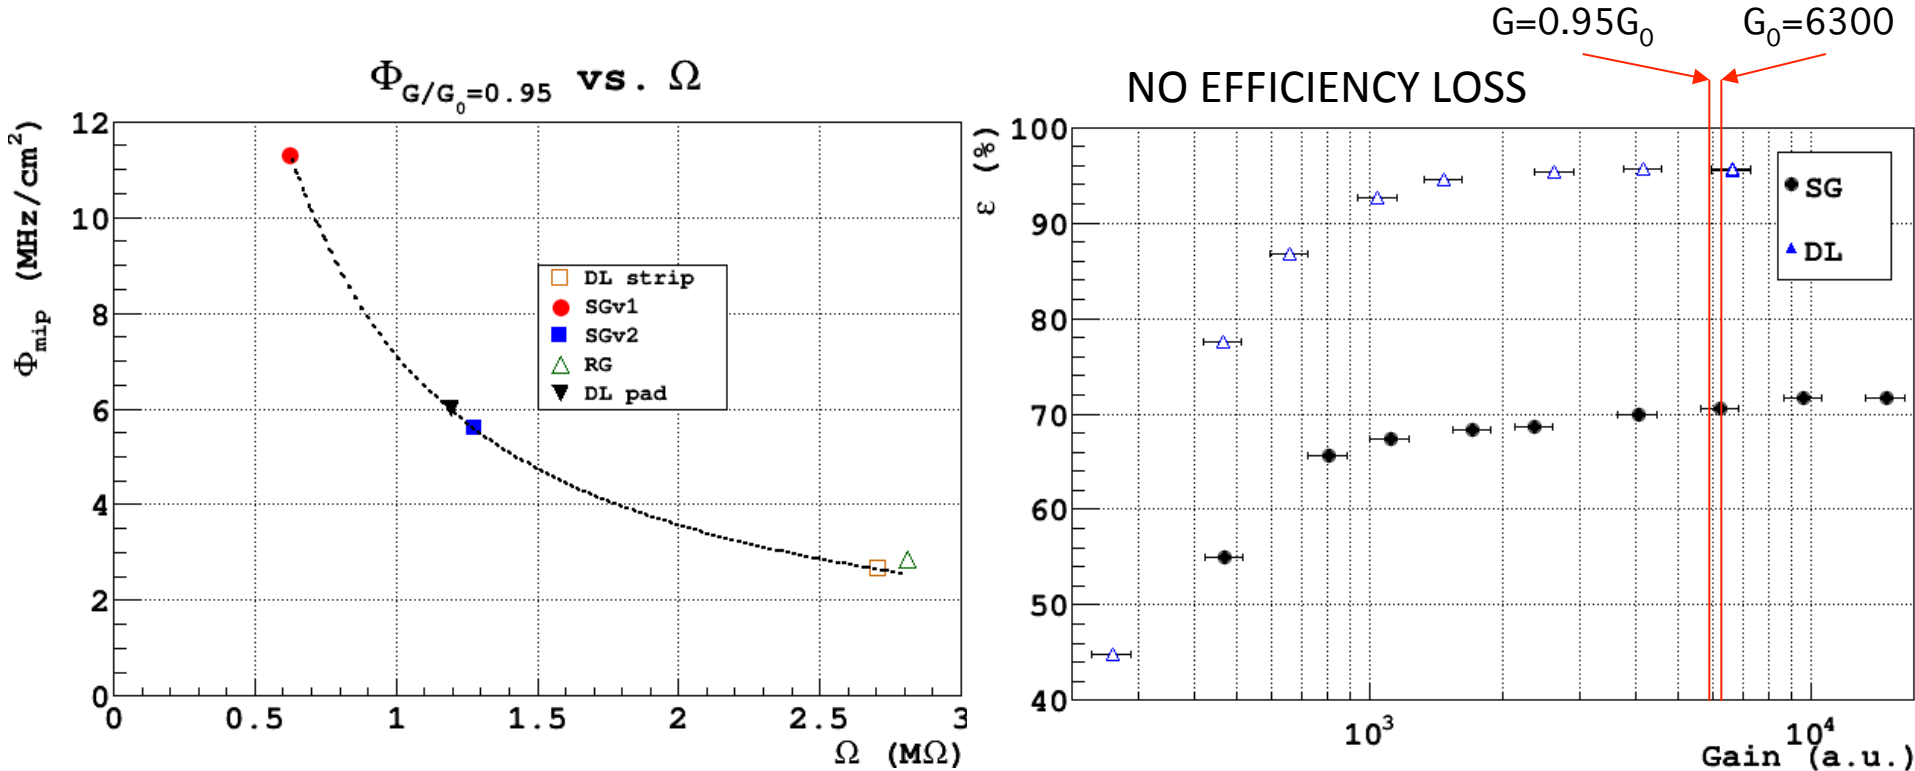 G=0.95G₀ G₀=6300
NO EFFICIENCY LOSS
Φ_G/G₀=0.95 vs. Ω
Φ_mip (MHz/cm²)
12
10
8
6
4
2
0
0 0.5 1 1.5 2 2.5 3
Ω (MΩ)
DL strip
SGv1
SGv2
RG
DL pad
ε (%)
100
90
80
70
60
50
40
10³ 10⁴
Gain (a.u.)
SG
DL